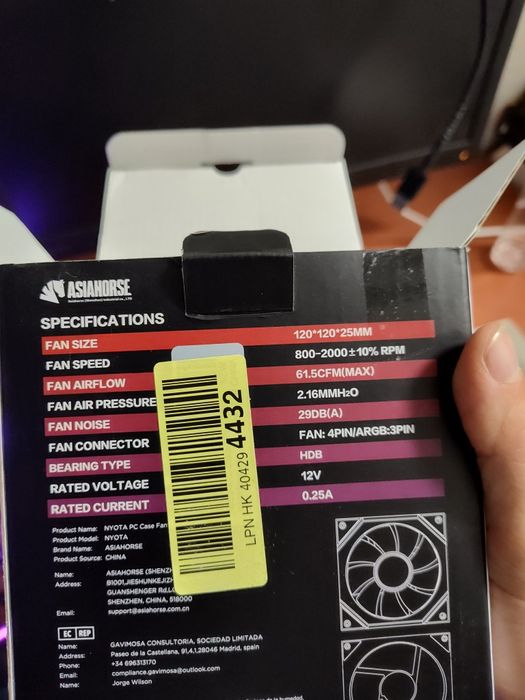 ASIAHORSE
SPECIFICATIONS
FAN SIZE 120*120*25MM
FAN SPEED 800-2000±10% RPM
FAN AIRFLOW 61.5CFM(MAX)
FAN AIR PRESSURE 2.16MMH₂O
FAN NOISE 29DB(A)
FAN CONNECTOR FAN: 4PIN/ARGB:3PIN
BEARING TYPE HDB
RATED VOLTAGE 12V
RATED CURRENT 0.25A
LPN HK 40429 4432
Product Name: NYOTA PC Case Fan
Product Model: NYOTA
Brand Name: ASIAHORSE
Product Source: CHINA
Name: ASIAHORSE
Address:
GUANSHENGER
SHENZHEN, CHINA, 518000
Email: support@asiahorse.com.cn
EC REP
Name: GAVIMOSA CONSULTORIA, SOCIEDAD LIMITADA
Address: Paseo de la Castellana, 91,4,1,28046 Madrid, spain
Phone: +34 696313170
Email: compliance.gavimosa@outlook.com
Name: Jorge Wilson